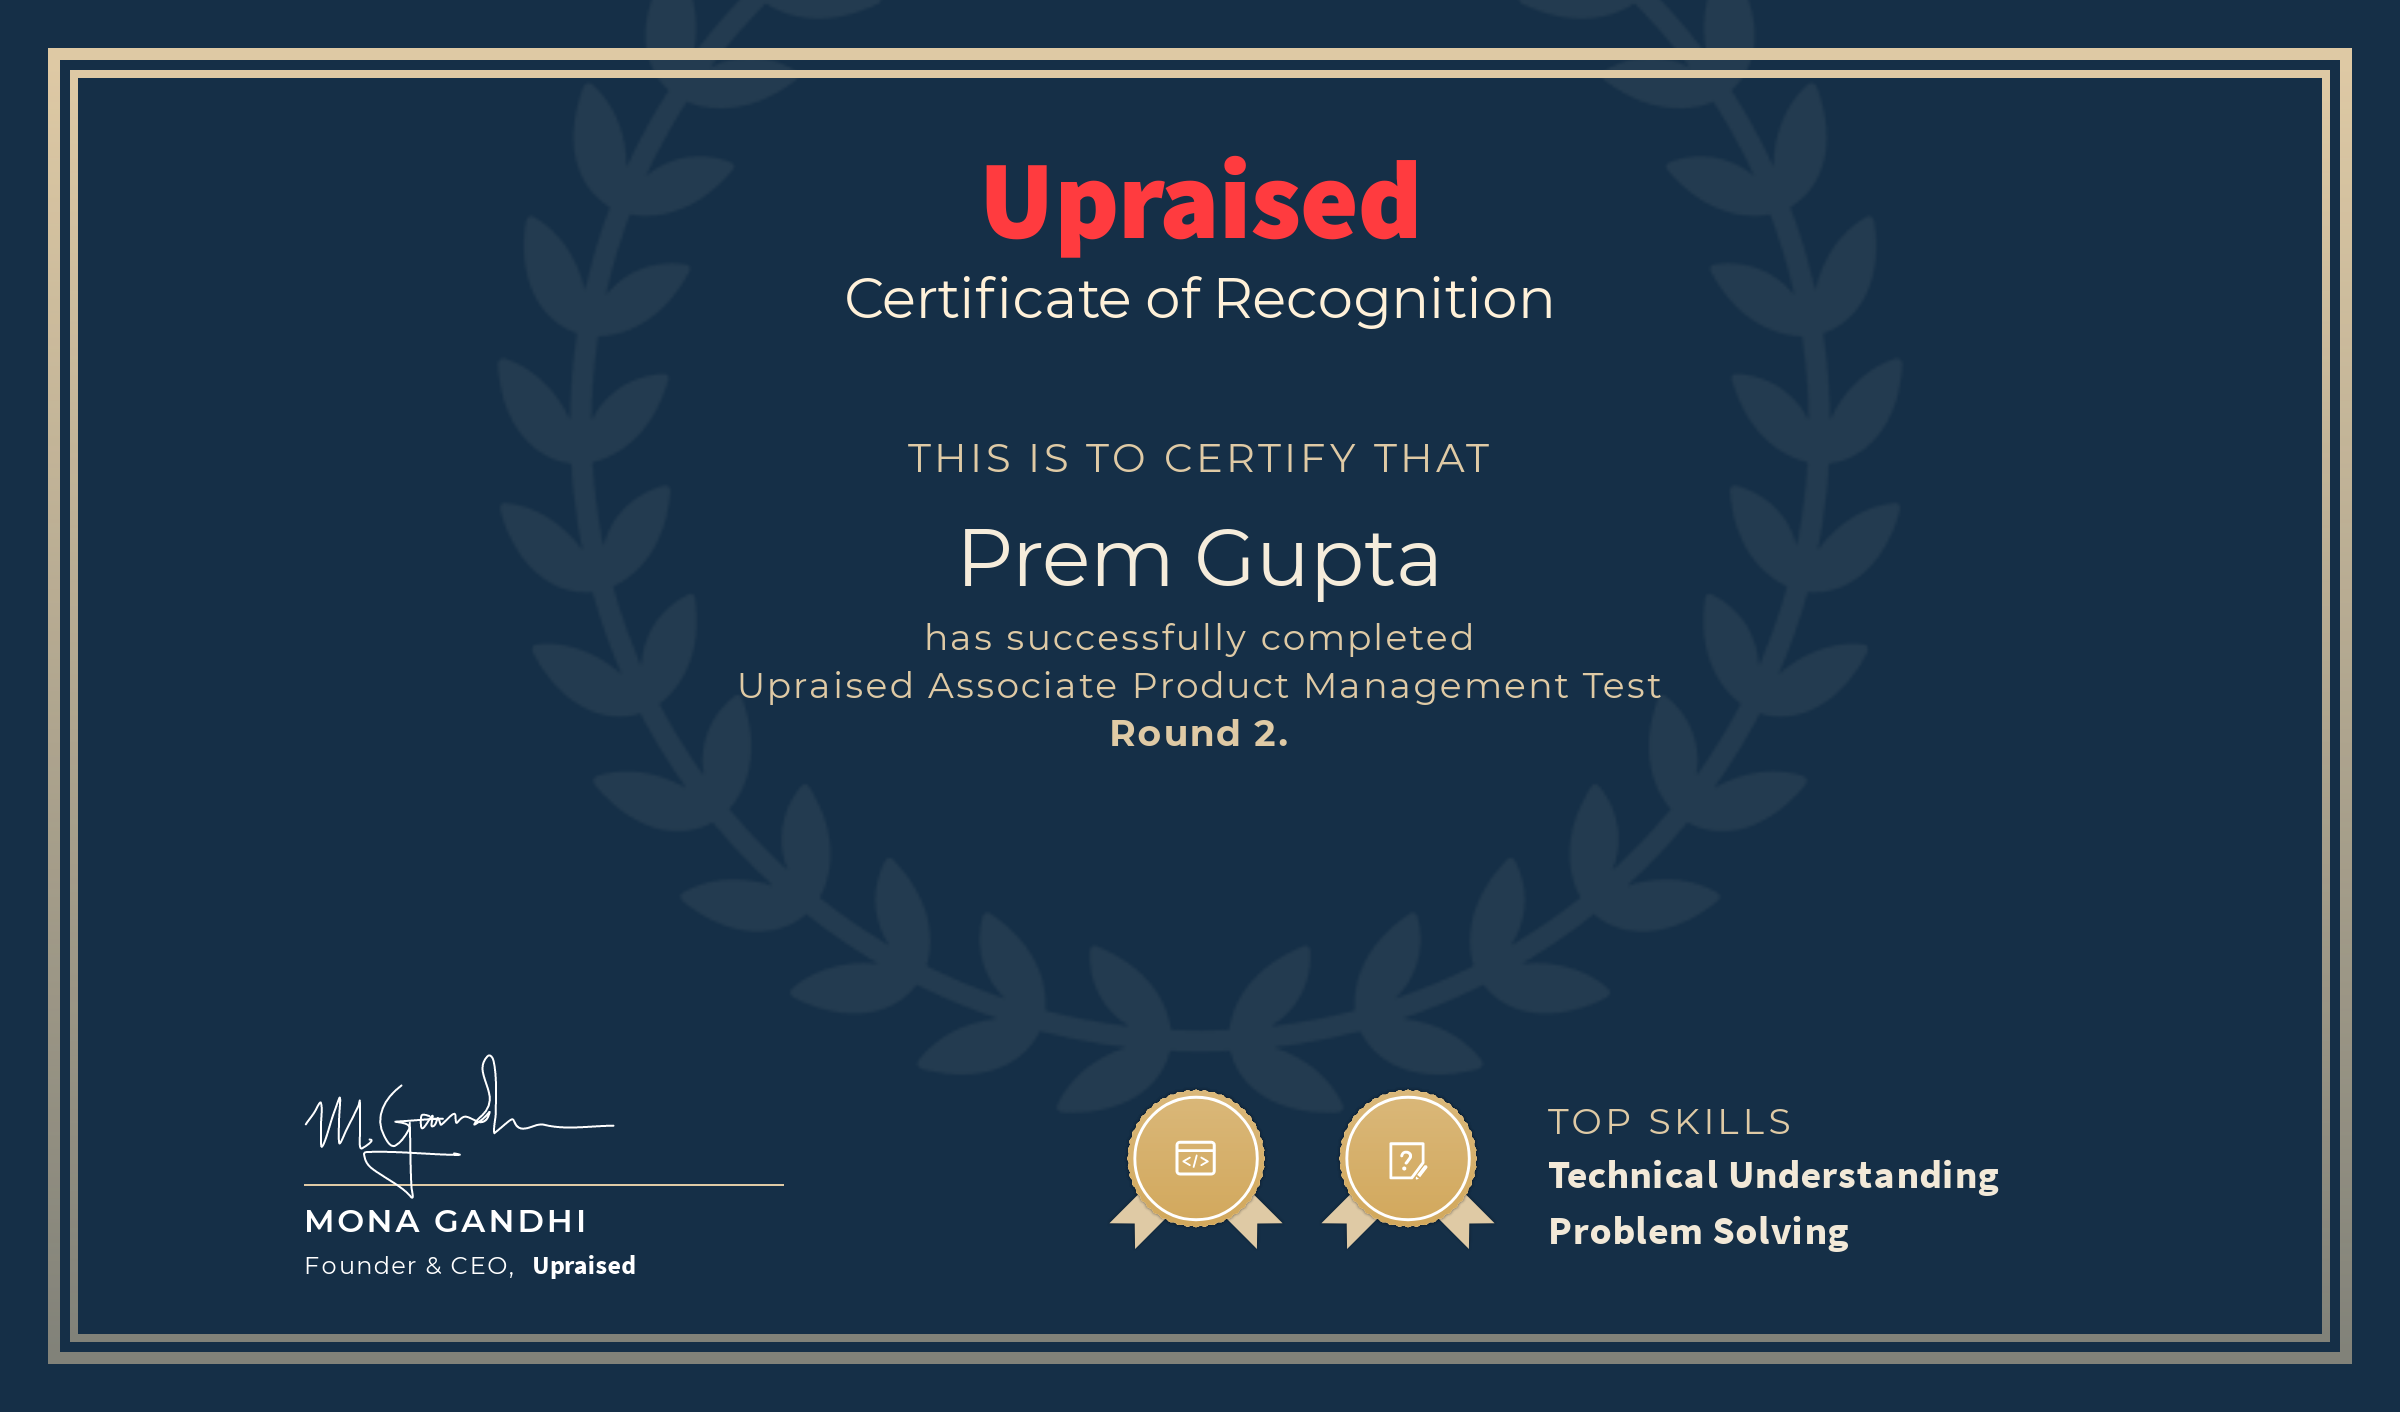 Upraised
Certificate of Recognition
THIS IS TO CERTIFY THAT
Prem Gupta
has successfully completed
Upraised Associate Product Management Test
Round 2.
M. Gandhi
MONA GANDHI
Founder & CEO, Upraised
</>
?
TOP SKILLS
Technical Understanding
Problem Solving